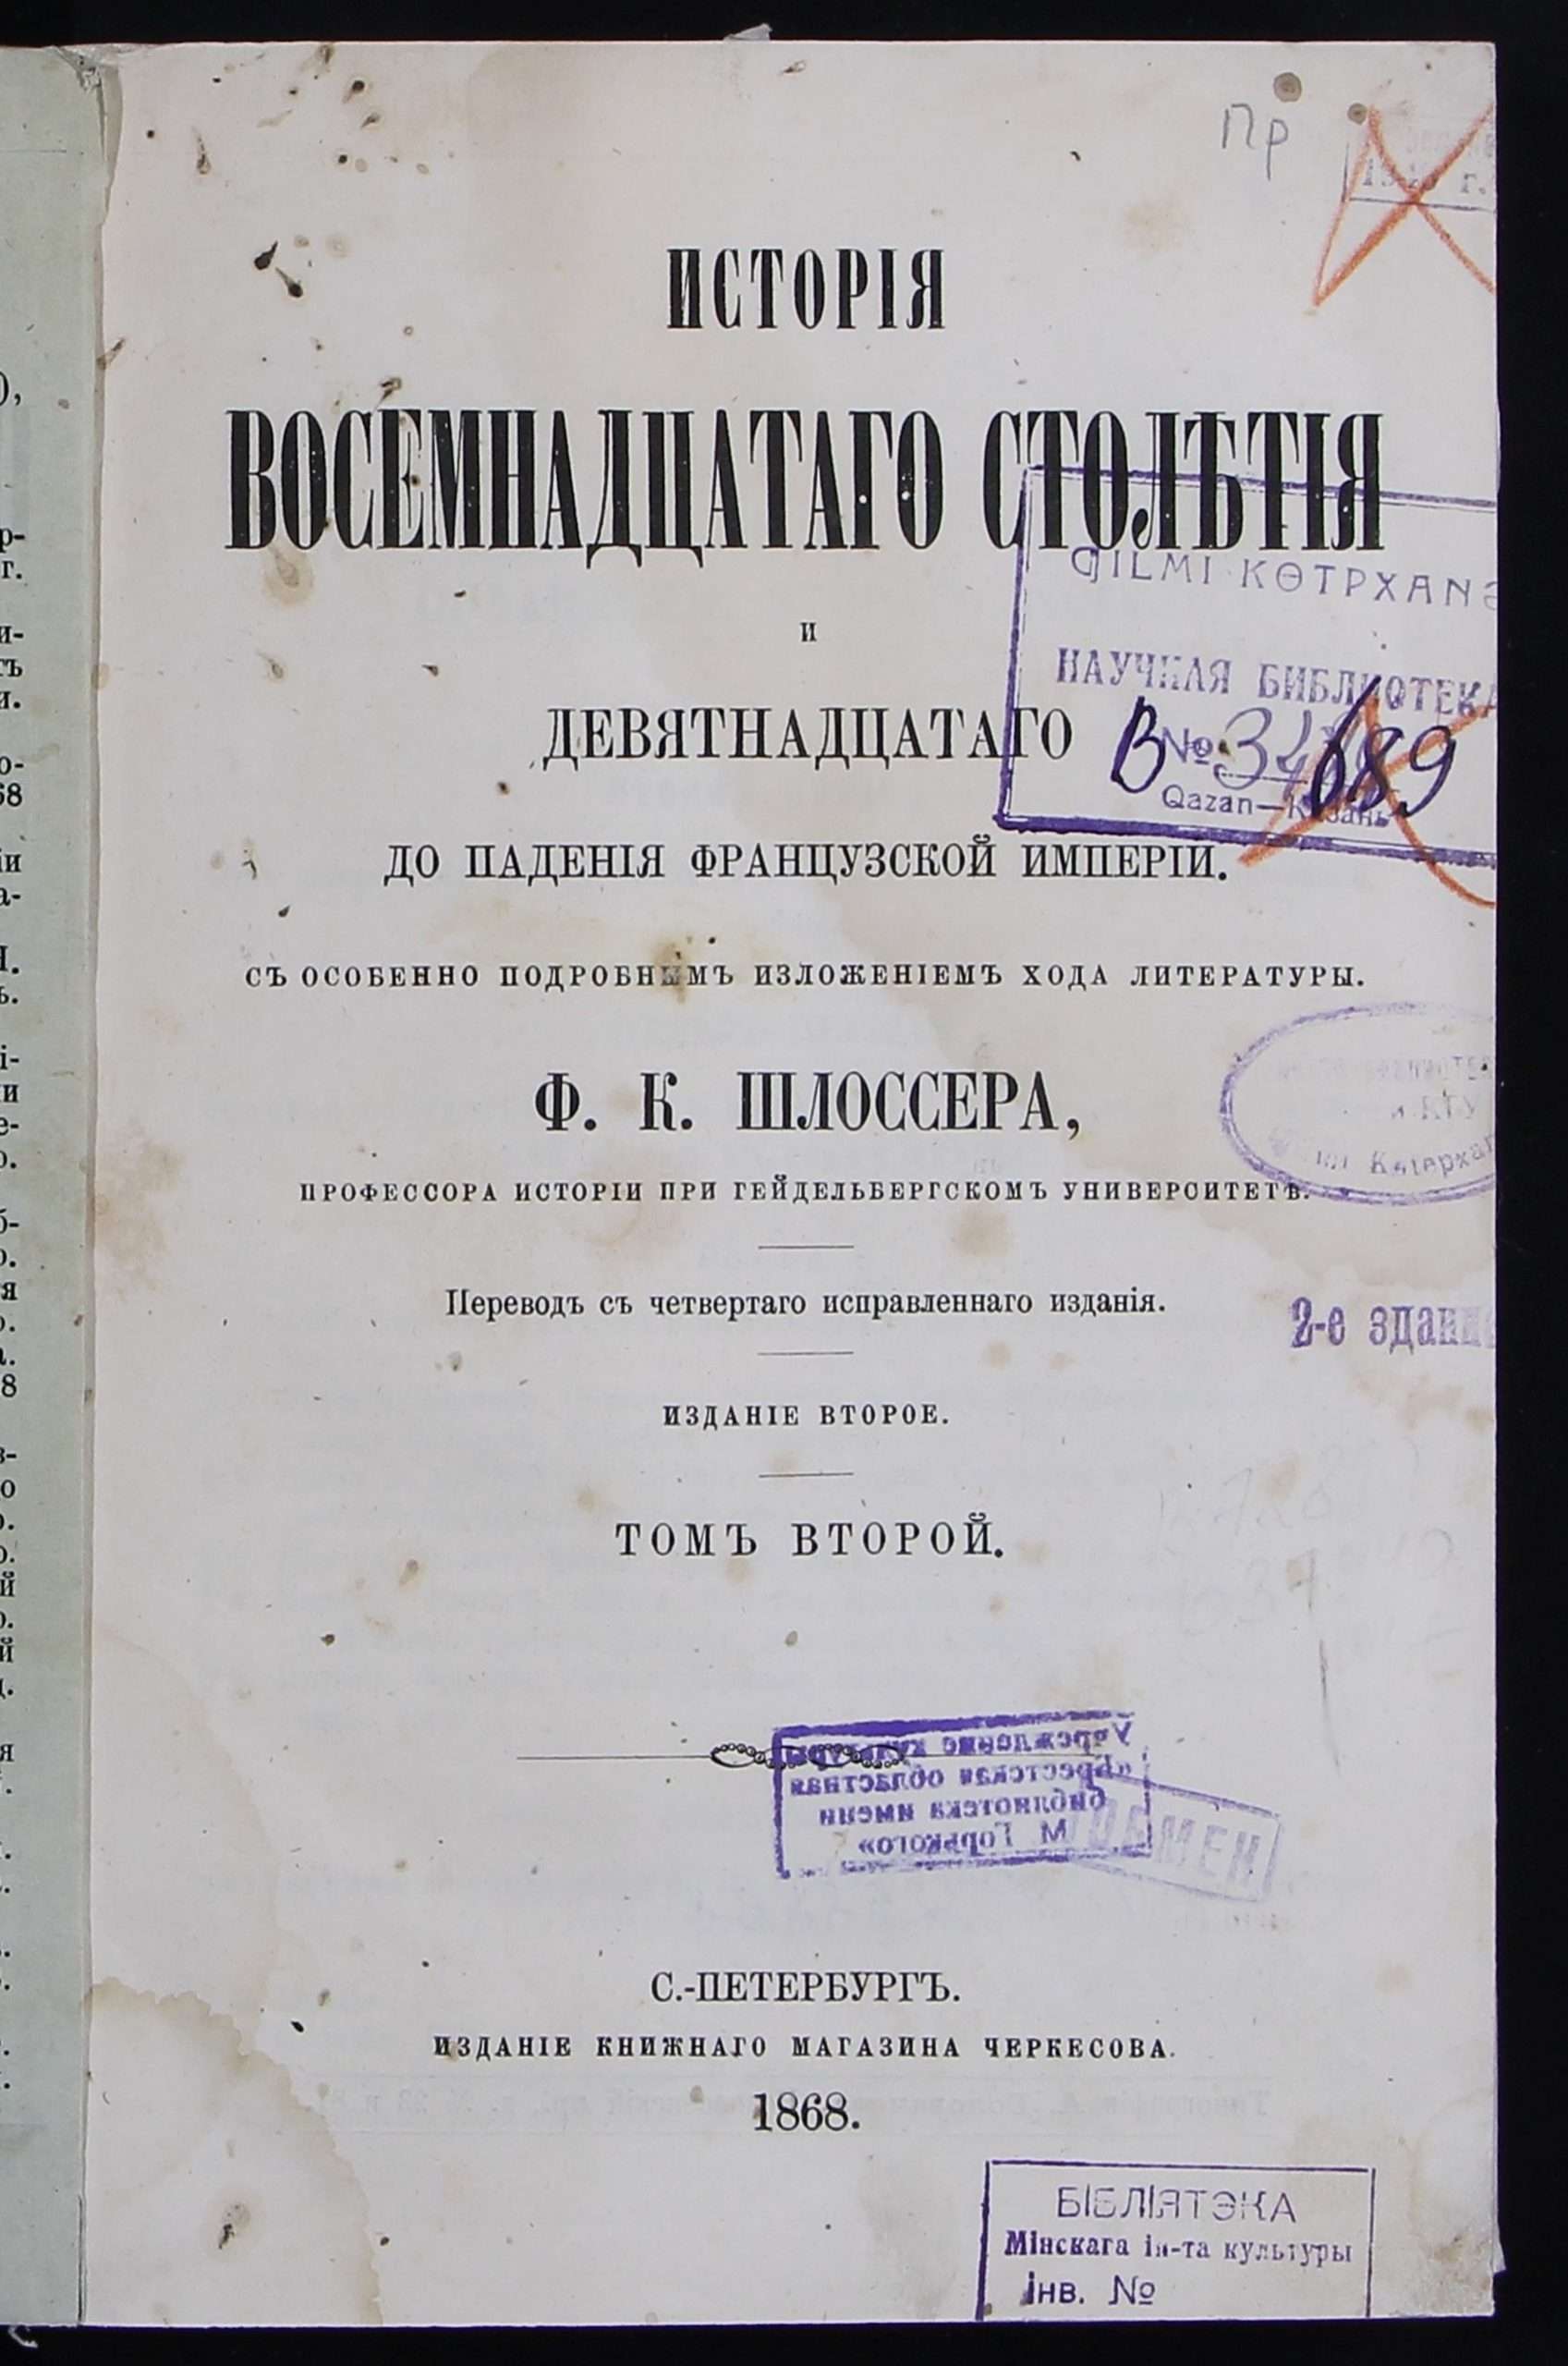 Пр
ИСТОРІЯ
ВОСЕМНАДЦАТАГО СТОЛѢТІЯ
И
ДЕВЯТНАДЦАТАГО
ДО ПАДЕНІЯ ФРАНЦУЗСКОЙ ИМПЕРІИ.
СЪ ОСОБЕННО ПОДРОБНЫМЪ ИЗЛОЖЕНІЕМЪ ХОДА ЛИТЕРАТУРЫ.
Ф. К. ШЛОССЕРА,
ПРОФЕССОРА ИСТОРІИ ПРИ ГЕЙДЕЛЬБЕРГСКОМЪ УНИВЕРСИТЕТѢ.
Переводъ съ четвертаго исправленнаго изданія.
ИЗДАНІЕ ВТОРОЕ.
ТОМЪ ВТОРОЙ.
С.-ПЕТЕРБУРГЪ.
ИЗДАНІЕ КНИЖНАГО МАГАЗИНА ЧЕРКЕСОВА.
1868.
НАУЧНАЯ БИБЛИОТЕКА
В №
689
Qazan—Казань
2-е здание
Учреждение культуры
«Брестская областная
библиотека имени
М Горького»
ОБМЕН
БІБЛІЯТЭКА
Мінскага ін-та культуры
Інв. №